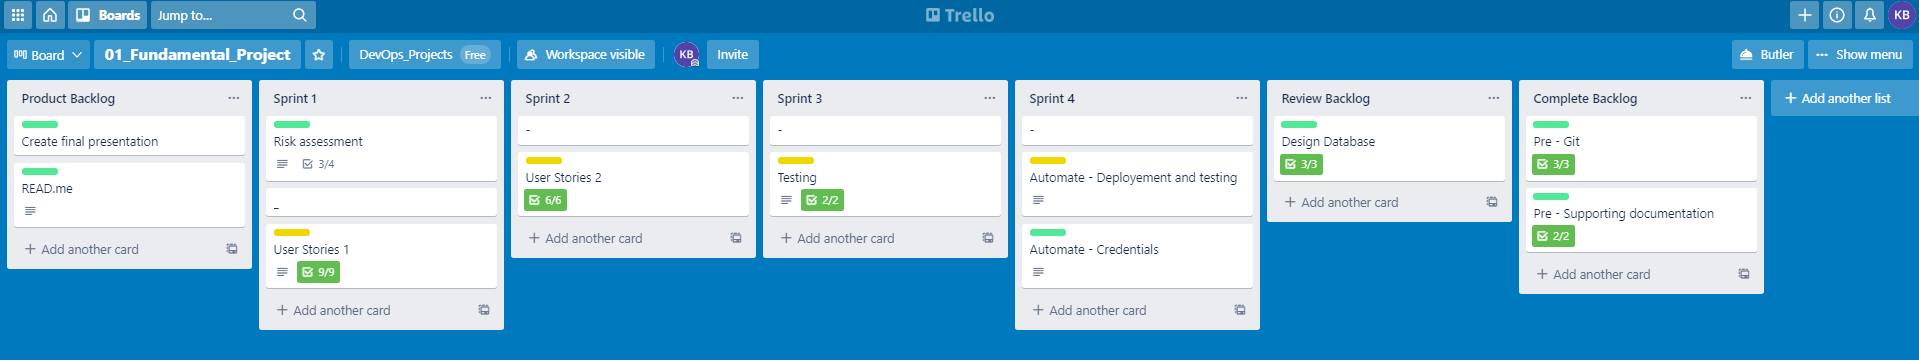 Boards
Jump to...
Trello
KB
Board
01_Fundamental_Project
DevOps_Projects Free
Workspace visible
KB
Invite
Butler
... Show menu
Product Backlog
Create final presentation
READ.me
+ Add another card
Sprint 1
Risk assessment
3/4
_
User Stories 1
9/9
+ Add another card
Sprint 2
-
User Stories 2
6/6
+ Add another card
Sprint 3
-
Testing
2/2
+ Add another card
Sprint 4
-
Automate - Deployement and testing
Automate - Credentials
+ Add another card
Review Backlog
Design Database
3/3
+ Add another card
Complete Backlog
Pre - Git
3/3
Pre - Supporting documentation
2/2
+ Add another card
+ Add another list